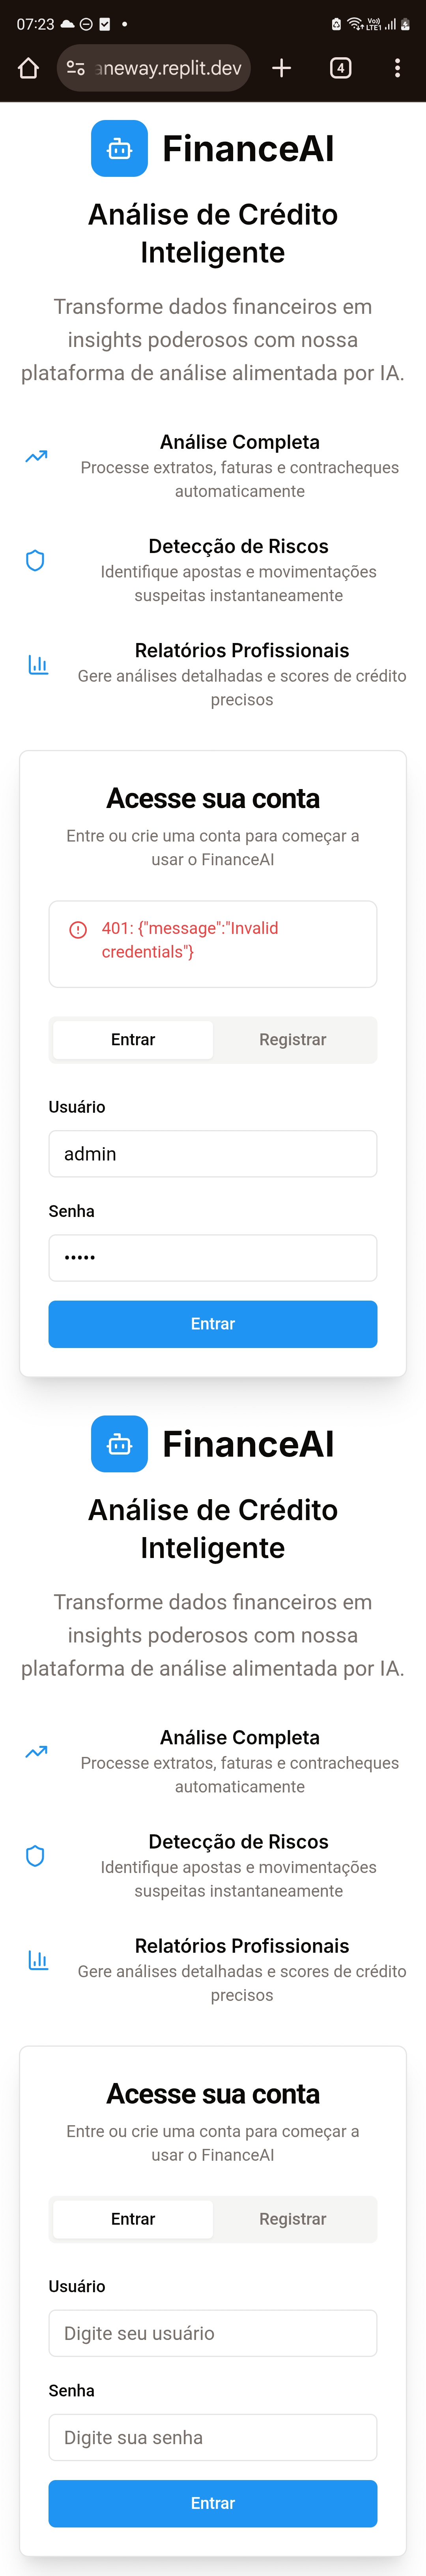 07:23
Vo))
LTE1
aneway.replit.dev
4
FinanceAI
Análise de Crédito
Inteligente
Transforme dados financeiros em
insights poderosos com nossa
plataforma de análise alimentada por IA.
Análise Completa
Processe extratos, faturas e contracheques
automaticamente
Detecção de Riscos
Identifique apostas e movimentações
suspeitas instantaneamente
Relatórios Profissionais
Gere análises detalhadas e scores de crédito
precisos
Acesse sua conta
Entre ou crie uma conta para começar a
usar o FinanceAI
401: {"message":"Invalid
credentials"}
Entrar
Registrar
Usuário
admin
Senha
•••••
Entrar
FinanceAI
Análise de Crédito
Inteligente
Transforme dados financeiros em
insights poderosos com nossa
plataforma de análise alimentada por IA.
Análise Completa
Processe extratos, faturas e contracheques
automaticamente
Detecção de Riscos
Identifique apostas e movimentações
suspeitas instantaneamente
Relatórios Profissionais
Gere análises detalhadas e scores de crédito
precisos
Acesse sua conta
Entre ou crie uma conta para começar a
usar o FinanceAI
Entrar
Registrar
Usuário
Digite seu usuário
Senha
Digite sua senha
Entrar